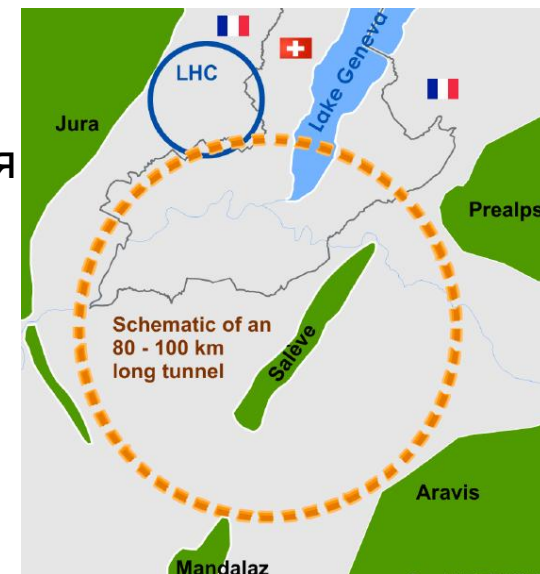 LHC
Lake Geneva
Jura
Я
Prealps
Schematic of an
80 - 100 km
long tunnel
Salève
Aravis
Mandalaz